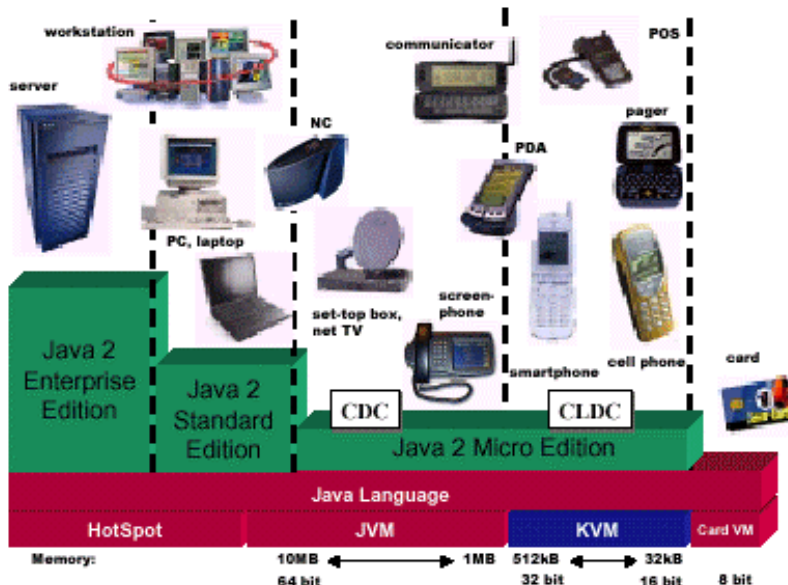 workstation
communicator
POS
server
NC
pager
PDA
PC, laptop
set-top box,
net TV
screen-
phone
smartphone
cell phone
card
Java 2
Enterprise
Edition
Java 2
Standard
Edition
CDC
CLDC
Java 2 Micro Edition
Java Language
HotSpot
JVM
KVM
Card VM
Memory:
10MB
1MB
512kB
32kB
64 bit
32 bit
16 bit
8 bit